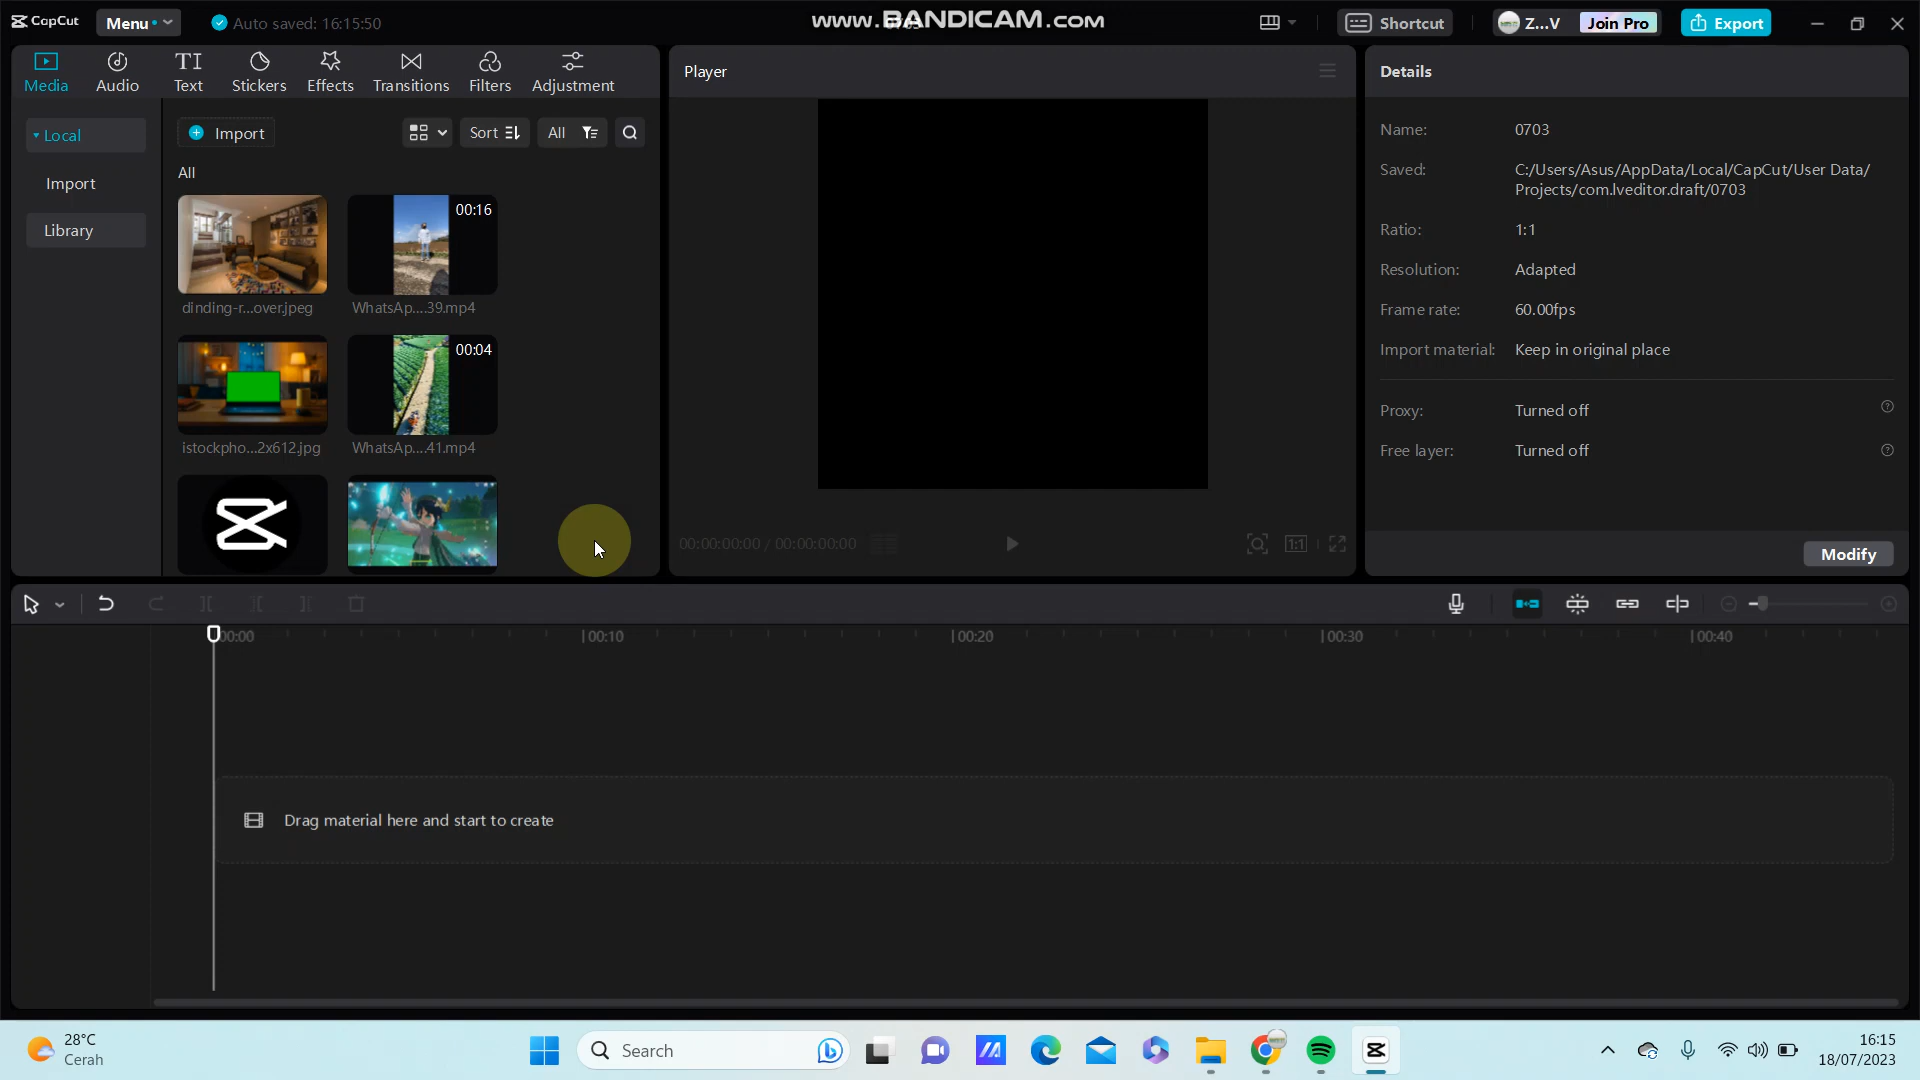 CapCut
Menu
Auto saved: 16:15:50
www.BANDICAM.com
Shortcut
Z...V
Join Pro
Export
Media
Audio
Text
Stickers
Effects
Transitions
Filters
Adjustment
Local
Import
Library
Import
Sort
All
All
00:16
dinding-r...over.jpeg
WhatsAp....39.mp4
00:04
istockpho...2x612.jpg
WhatsAp....41.mp4
Player
00:00:00:00 / 00:00:00:00
1:1
Details
Name: 0703
Saved: C:/Users/Asus/AppData/Local/CapCut/User Data/
Projects/com.lveditor.draft/0703
Ratio: 1:1
Resolution: Adapted
Frame rate: 60.00fps
Import material: Keep in original place
Proxy: Turned off
Free layer: Turned off
Modify
00:00
00:10
00:20
00:30
00:40
Drag material here and start to create
28°C
Cerah
Search
16:15
18/07/2023